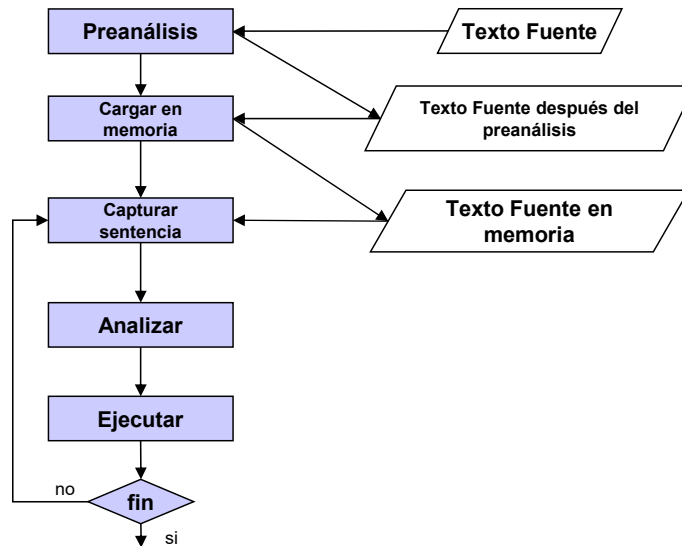 Preanálisis
Texto Fuente
Cargar en
memoria
Texto Fuente después del
preanálisis
Capturar
sentencia
Texto Fuente en
memoria
Analizar
Ejecutar
no
fin
si